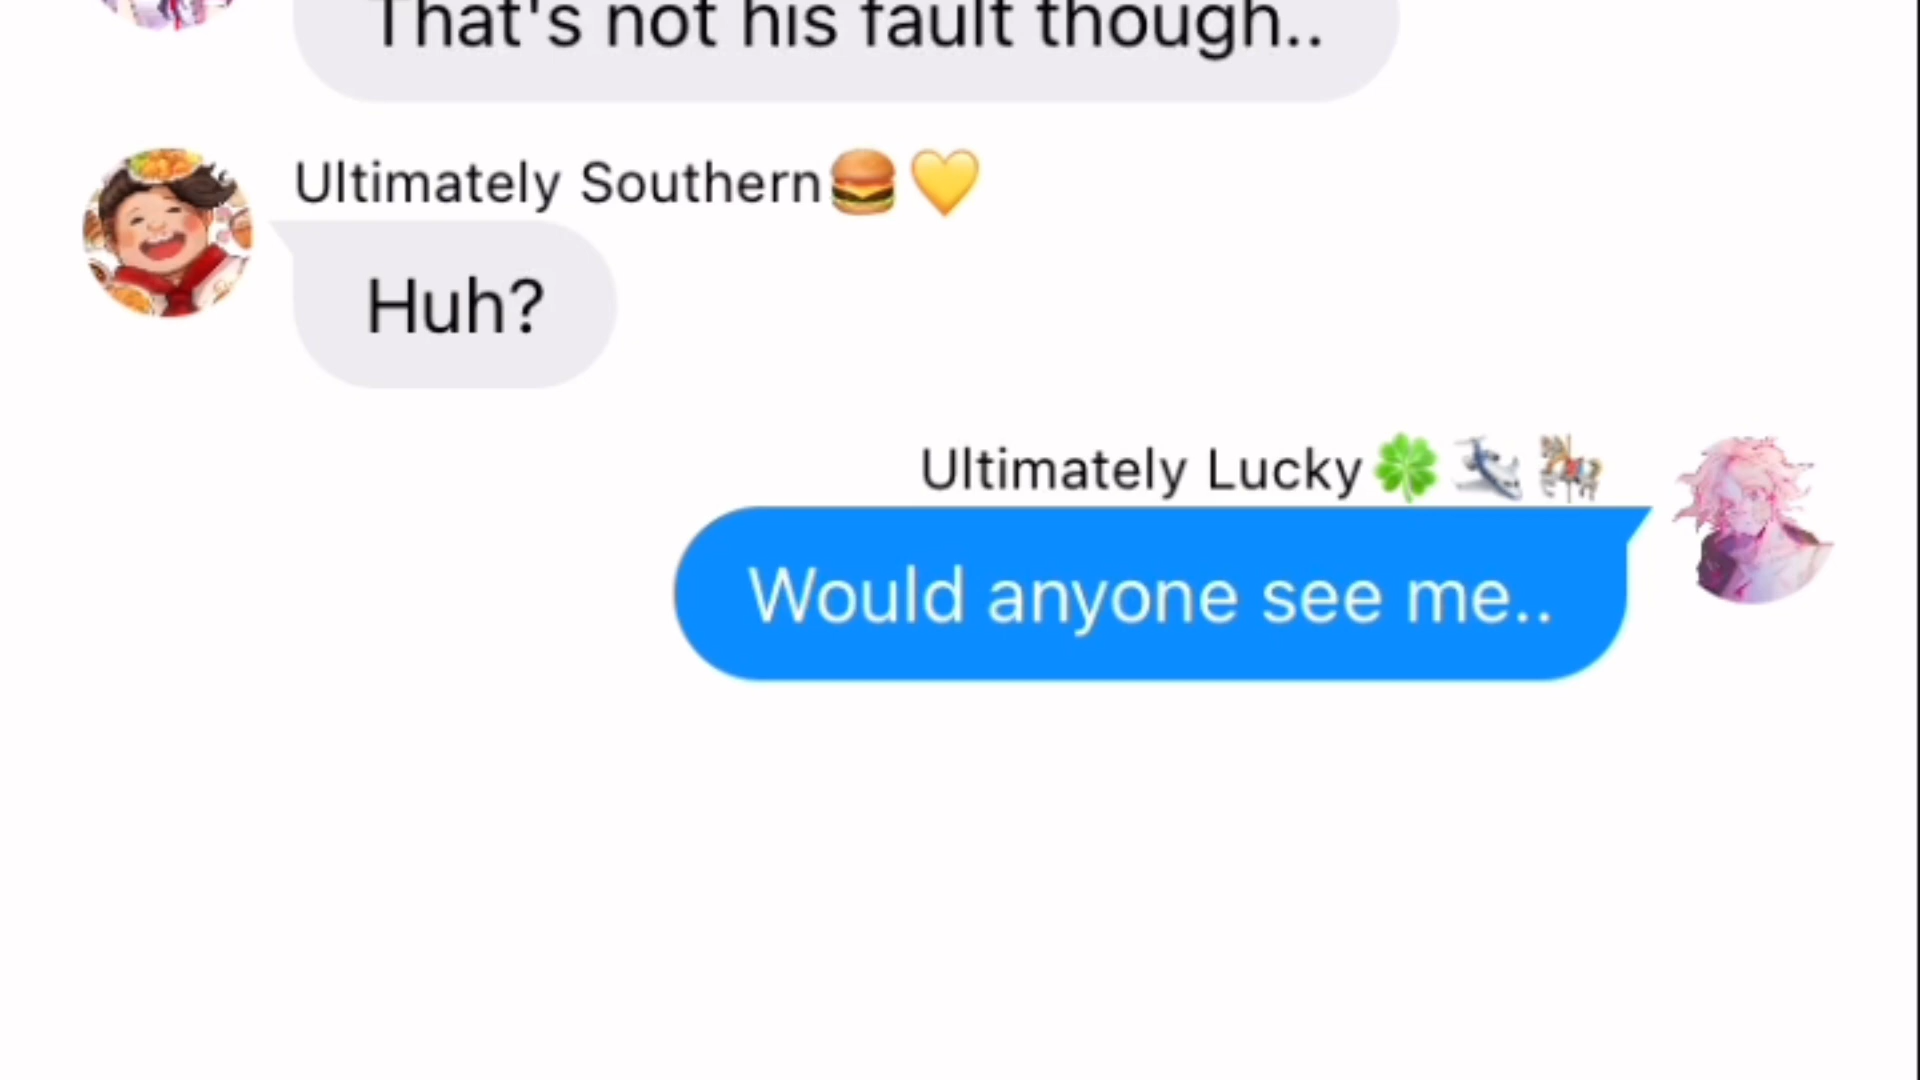 That's not his fault though..
Ultimately Southern🍔💛
Huh?
Ultimately Lucky🍀🛩🎠
Would anyone see me..